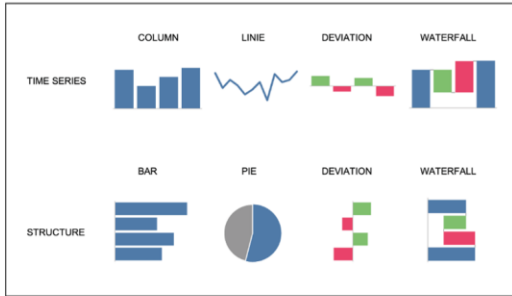 COLUMN LINIE DEVIATION WATERFALL
TIME SERIES
BAR PIE DEVIATION WATERFALL
STRUCTURE